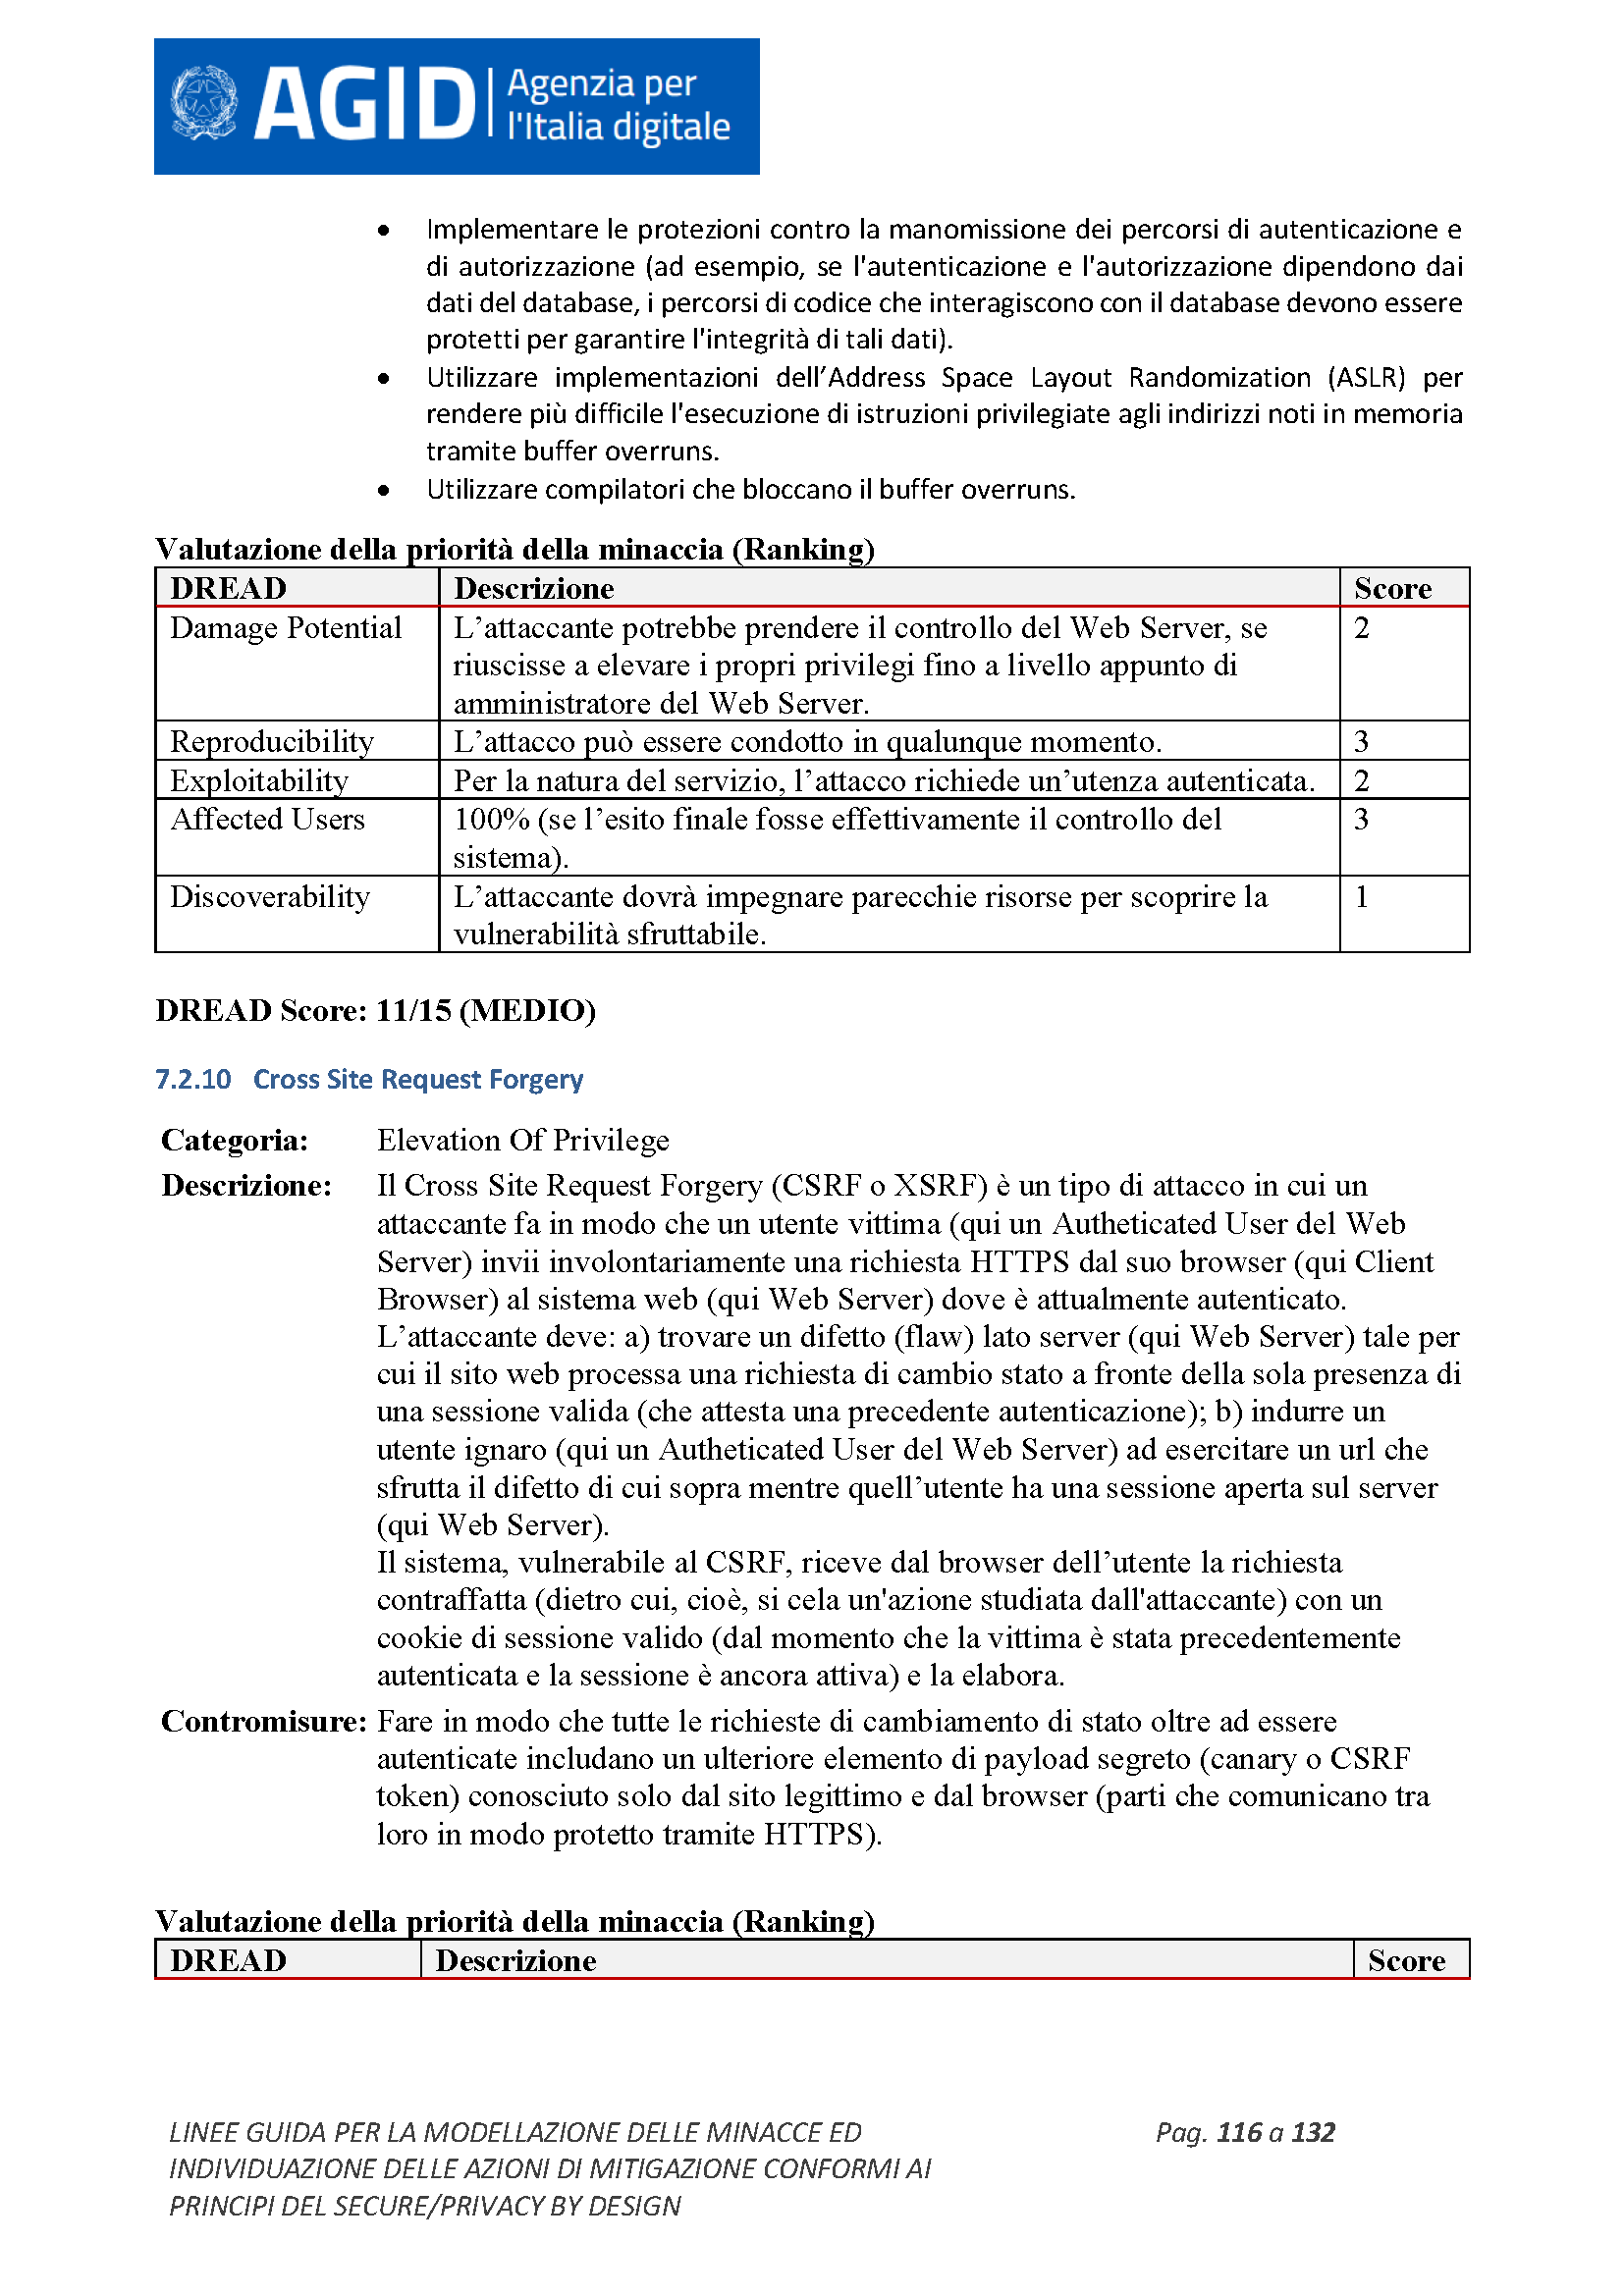 AGID
Agenzia per
l'Italia digitale
• Implementare le protezioni contro la manomissione dei percorsi di autenticazione e
di autorizzazione (ad esempio, se l'autenticazione e l'autorizzazione dipendono dai
dati del database, i percorsi di codice che interagiscono con il database devono essere
protetti per garantire l'integrità di tali dati).
• Utilizzare implementazioni dell’Address Space Layout Randomization (ASLR) per
rendere più difficile l'esecuzione di istruzioni privilegiate agli indirizzi noti in memoria
tramite buffer overruns.
• Utilizzare compilatori che bloccano il buffer overruns.
Valutazione della priorità della minaccia (Ranking)
DREAD Descrizione Score
Damage Potential L’attaccante potrebbe prendere il controllo del Web Server, se 2
riuscisse a elevare i propri privilegi fino a livello appunto di
amministratore del Web Server.
Reproducibility L’attacco può essere condotto in qualunque momento. 3
Exploitability Per la natura del servizio, l’attacco richiede un’utenza autenticata. 2
Affected Users 100% (se l’esito finale fosse effettivamente il controllo del 3
sistema).
Discoverability L’attaccante dovrà impegnare parecchie risorse per scoprire la 1
vulnerabilità sfruttabile.
DREAD Score: 11/15 (MEDIO)
7.2.10 Cross Site Request Forgery
Categoria: Elevation Of Privilege
Descrizione: Il Cross Site Request Forgery (CSRF o XSRF) è un tipo di attacco in cui un
attaccante fa in modo che un utente vittima (qui un Autheticated User del Web
Server) invii involontariamente una richiesta HTTPS dal suo browser (qui Client
Browser) al sistema web (qui Web Server) dove è attualmente autenticato.
L’attaccante deve: a) trovare un difetto (flaw) lato server (qui Web Server) tale per
cui il sito web processa una richiesta di cambio stato a fronte della sola presenza di
una sessione valida (che attesta una precedente autenticazione); b) indurre un
utente ignaro (qui un Autheticated User del Web Server) ad esercitare un url che
sfrutta il difetto di cui sopra mentre quell’utente ha una sessione aperta sul server
(qui Web Server).
Il sistema, vulnerabile al CSRF, riceve dal browser dell’utente la richiesta
contraffatta (dietro cui, cioè, si cela un'azione studiata dall'attaccante) con un
cookie di sessione valido (dal momento che la vittima è stata precedentemente
autenticata e la sessione è ancora attiva) e la elabora.
Contromisure: Fare in modo che tutte le richieste di cambiamento di stato oltre ad essere
autenticate includano un ulteriore elemento di payload segreto (canary o CSRF
token) conosciuto solo dal sito legittimo e dal browser (parti che comunicano tra
loro in modo protetto tramite HTTPS).
Valutazione della priorità della minaccia (Ranking)
DREAD Descrizione Score
LINEE GUIDA PER LA MODELLAZIONE DELLE MINACCE ED Pag. 116 a 132
INDIVIDUAZIONE DELLE AZIONI DI MITIGAZIONE CONFORMI AI
PRINCIPI DEL SECURE/PRIVACY BY DESIGN